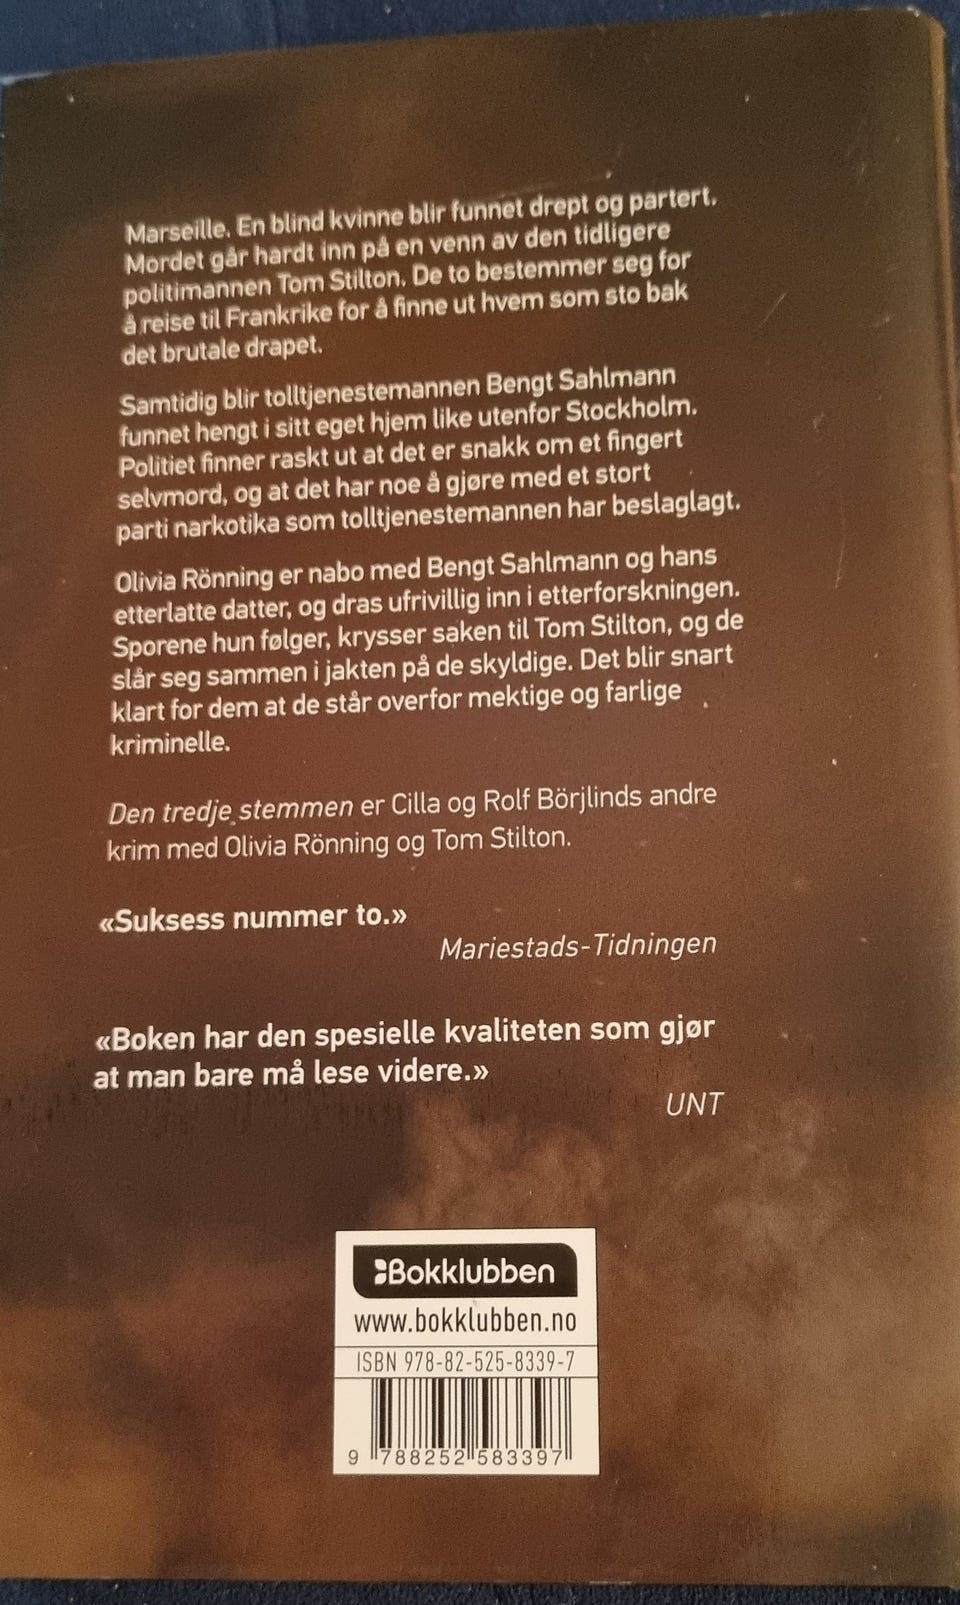 Marseille. En blind kvinne blir funnet drept og partert.
Mordet går hardt inn på en venn av den tidligere
politimannen Tom Stilton. De to bestemmer seg for
å reise til Frankrike for å finne ut hvem som sto bak
det brutale drapet.
Samtidig blir tolltjenestemannen Bengt Sahlmann
funnet hengt i sitt eget hjem like utenfor Stockholm.
Politiet finner raskt ut at det er snakk om et fingert
selvmord, og at det har noe å gjøre med et stort
parti narkotika som tolltjenestemannen har beslaglagt.
Olivia Rönning er nabo med Bengt Sahlmann og hans
etterlatte datter, og dras ufrivillig inn i etterforskningen.
Sporene hun følger, krysser saken til Tom Stilton, og de
slår seg sammen i jakten på de skyldige. Det blir snart
klart for dem at de står overfor mektige og farlige
kriminelle.
Den tredje stemmen er Cilla og Rolf Börjlinds andre
krim med Olivia Rönning og Tom Stilton.
«Suksess nummer to.»
Mariestads-Tidningen
«Boken har den spesielle kvaliteten som gjør
at man bare må lese videre.»
UNT
Bokklubben
www.bokklubben.no
ISBN 978-82-525-8339-7
9 788252 583397